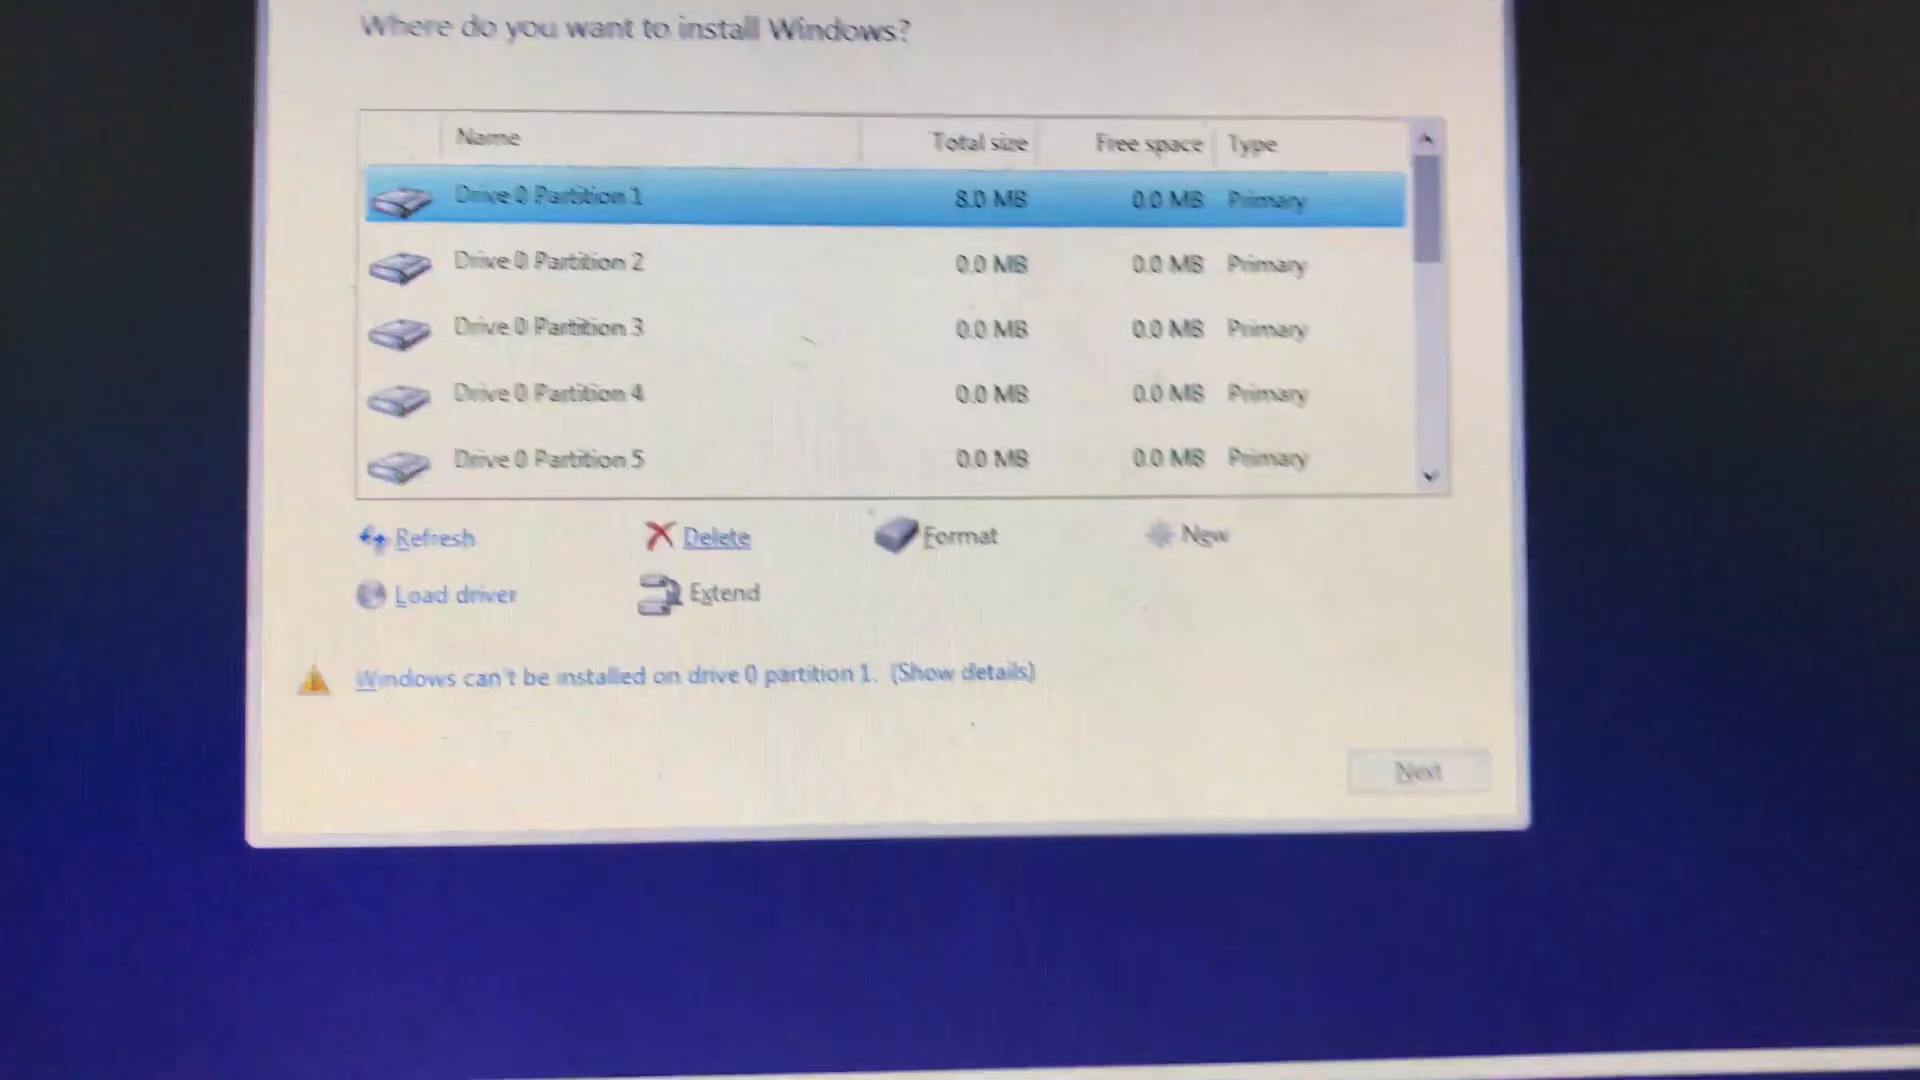 Where do you want to install Windows?
Name Total size Free space Type
Drive 0 Partition 1 8.0 MB 0.0 MB Primary
Drive 0 Partition 2 0.0 MB 0.0 MB Primary
Drive 0 Partition 3 0.0 MB 0.0 MB Primary
Drive 0 Partition 4 0.0 MB 0.0 MB Primary
Drive 0 Partition 5 0.0 MB 0.0 MB Primary
Refresh Delete Format New
Load driver Extend
Windows can't be installed on drive 0 partition 1. (Show details)
Next